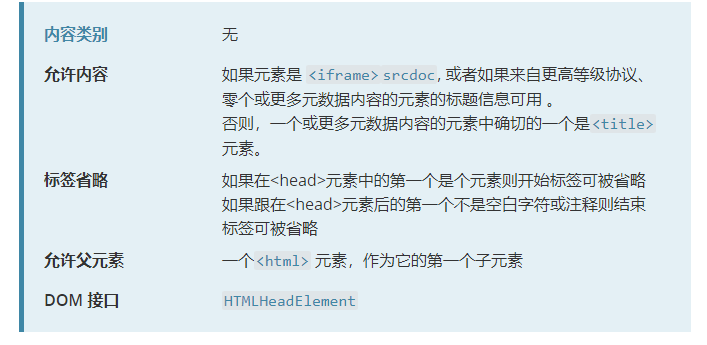 内容类别 无
允许内容 如果元素是 <iframe> srcdoc, 或者如果来自更高等级协议、
零个或更多元数据内容的元素的标题信息可用 。
否则，一个或更多元数据内容的元素中确切的一个是<title>
元素。
标签省略 如果在<head>元素中的第一个是个元素则开始标签可被省略
如果跟在<head>元素后的第一个不是空白字符或注释则结束
标签可被省略
允许父元素 一个<html> 元素，作为它的第一个子元素
DOM 接口 HTMLHeadElement